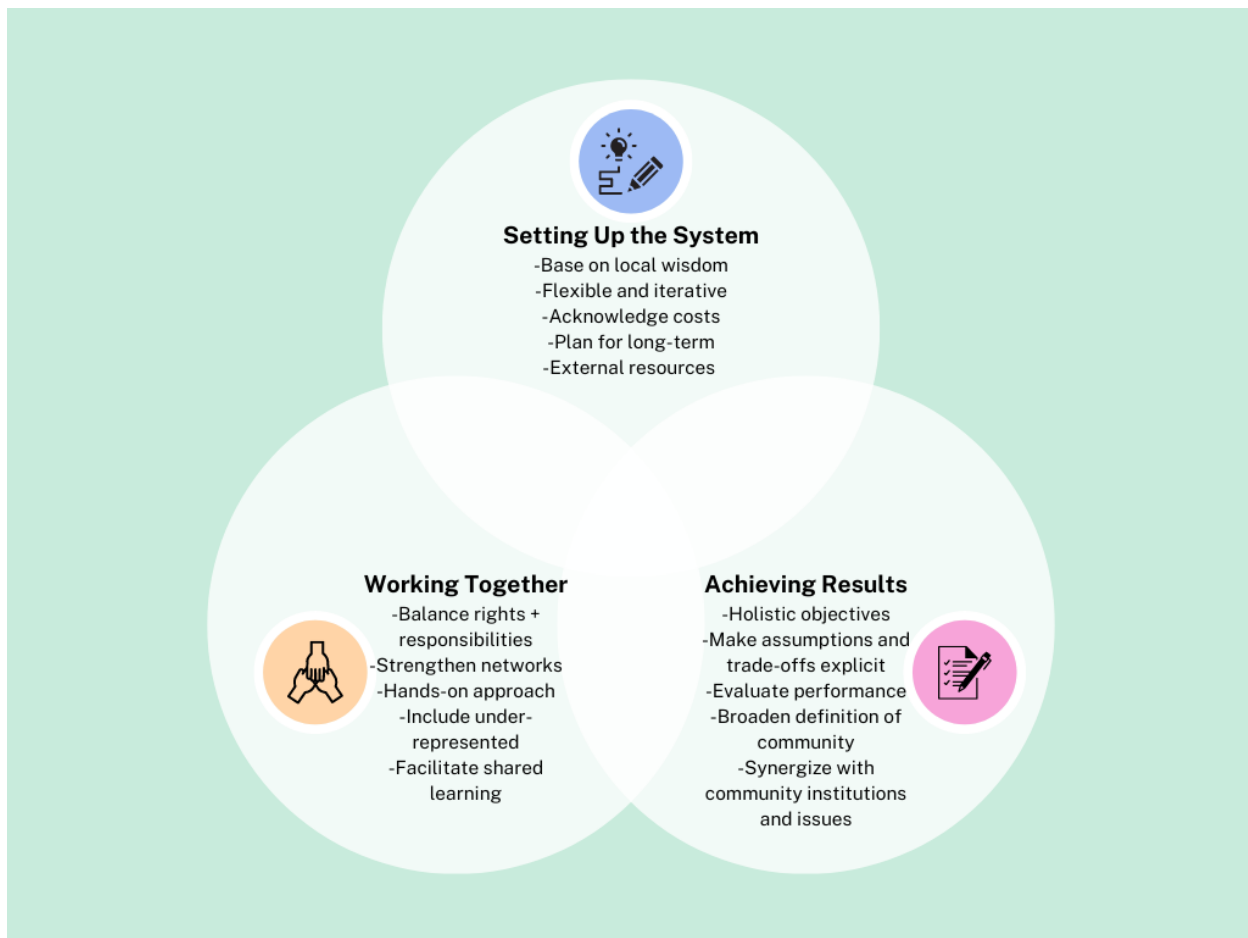 Setting Up the System
-Base on local wisdom
-Flexible and iterative
-Acknowledge costs
-Plan for long-term
-External resources
Working Together
-Balance rights +
responsibilities
-Strengthen networks
-Hands-on approach
-Include under-
represented
-Facilitate shared
learning
Achieving Results
-Holistic objectives
-Make assumptions and
trade-offs explicit
-Evaluate performance
-Broaden definition of
community
-Synergize with
community institutions
and issues